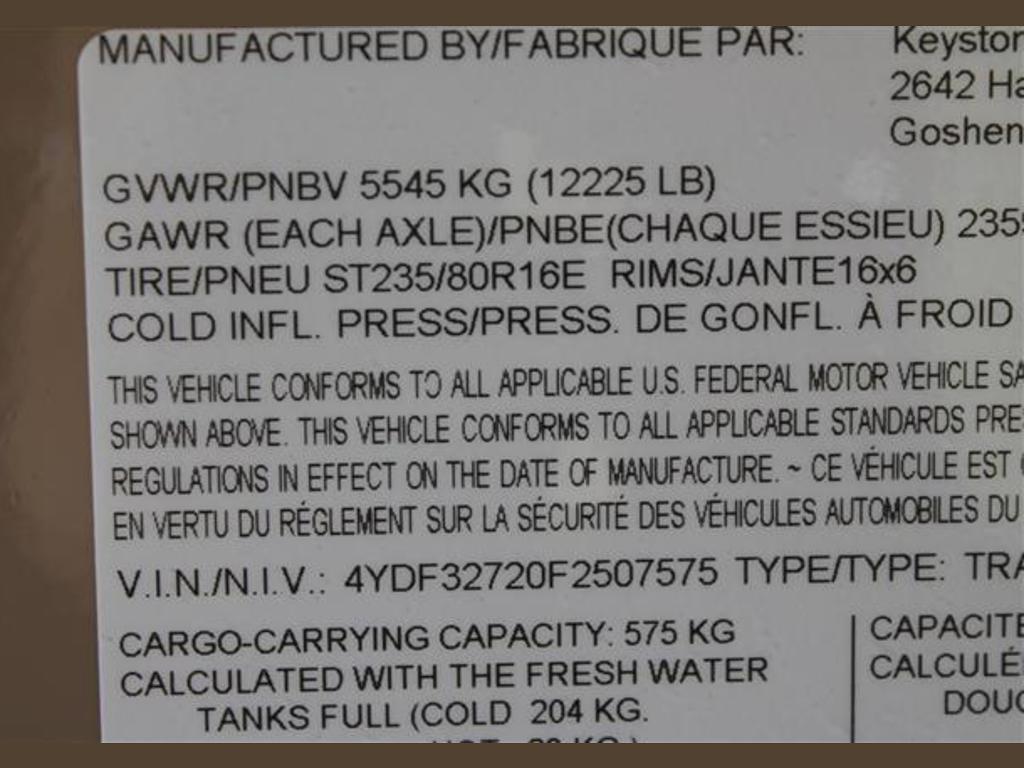 MANUFACTURED BY/FABRIQUE PAR: Keyston
2642 Ha
Goshen
GVWR/PNBV 5545 KG (12225 LB)
GAWR (EACH AXLE)/PNBE(CHAQUE ESSIEU) 235
TIRE/PNEU ST235/80R16E RIMS/JANTE16x6
COLD INFL. PRESS/PRESS. DE GONFL. À FROID
THIS VEHICLE CONFORMS TO ALL APPLICABLE U.S. FEDERAL MOTOR VEHICLE SA
SHOWN ABOVE. THIS VEHICLE CONFORMS TO ALL APPLICABLE STANDARDS PRE
REGULATIONS IN EFFECT ON THE DATE OF MANUFACTURE. ~ CE VÉHICULE EST
EN VERTU DU RÉGLEMENT SUR LA SÉCURITÉ DES VÉHICULES AUTOMOBILES DU
V.I.N./N.I.V.: 4YDF32720F2507575 TYPE/TYPE: TRA
CARGO-CARRYING CAPACITY: 575 KG
CALCULATED WITH THE FRESH WATER
TANKS FULL (COLD 204 KG.
CAPACITÉ
CALCULÉ
DOUC